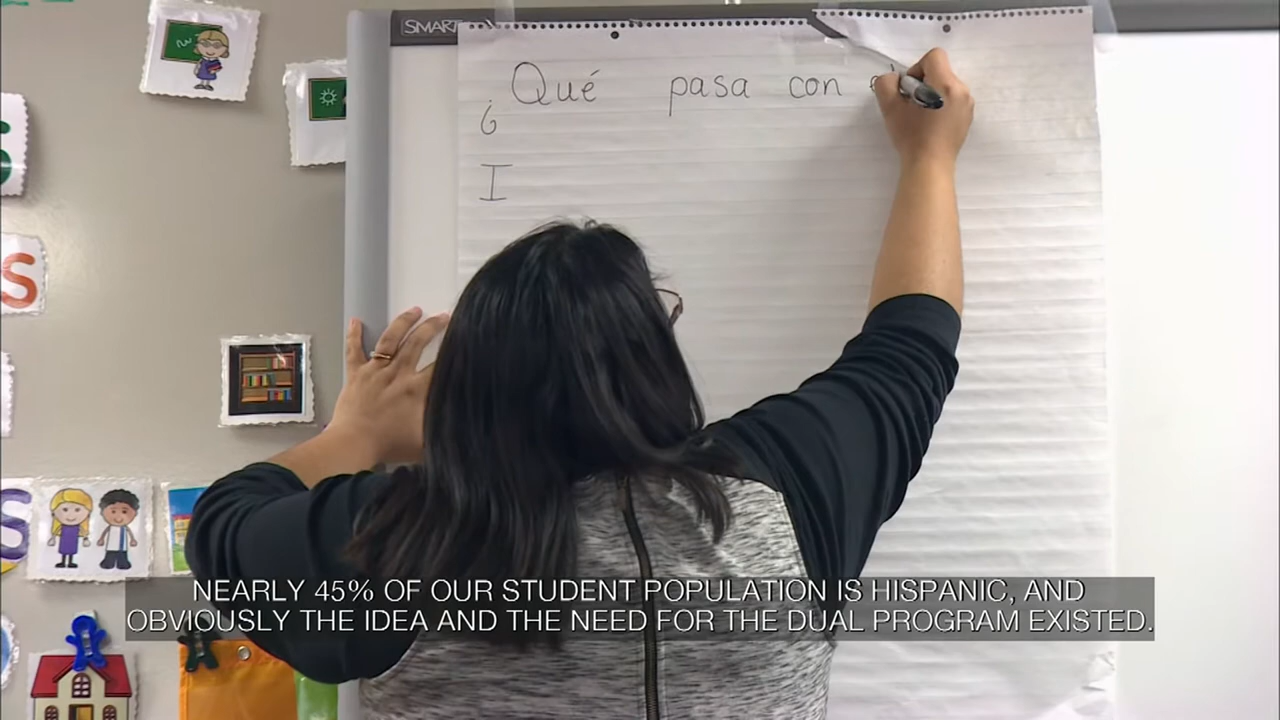 SMART
Qué pasa con
¿
I
S
S
NEARLY 45% OF OUR STUDENT POPULATION IS HISPANIC, AND
OBVIOUSLY THE IDEA AND THE NEED FOR THE DUAL PROGRAM EXISTED.